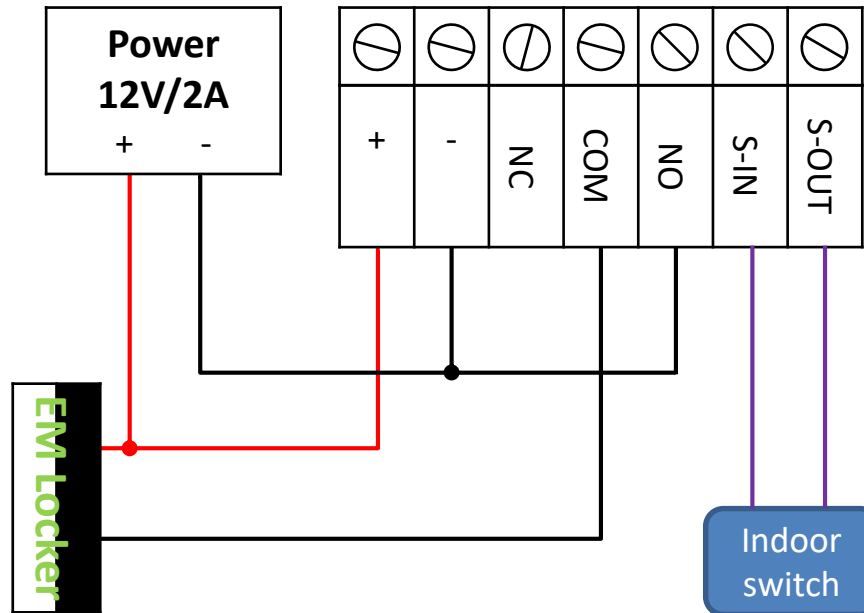 Power
12V/2A
+ -
+
-
NC
COM
NO
S-IN
S-OUT
EM Locker
Indoor
switch